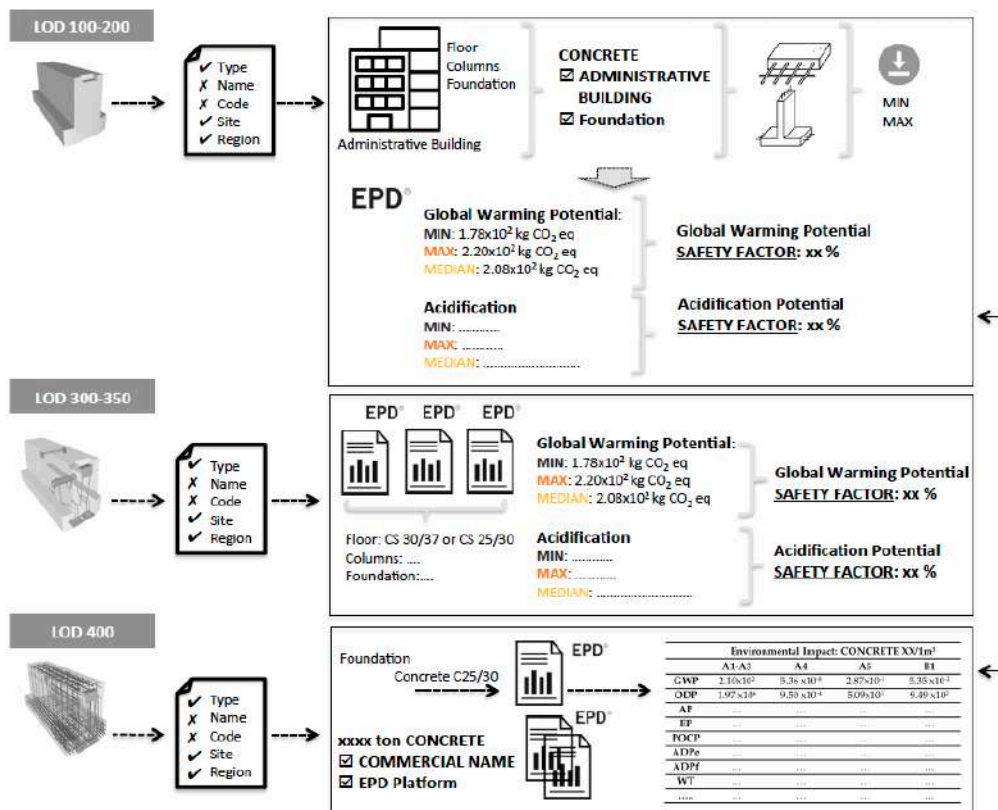 LOD 100-200
✔ Type
✗ Name
✗ Code
✔ Site
✔ Region
Floor
Columns
Foundation
Administrative Building
CONCRETE
☑ ADMINISTRATIVE
BUILDING
☑ Foundation
MIN
MAX
EPD®
Global Warming Potential:
MIN: 1.78x10² kg CO₂ eq
MAX: 2.20x10² kg CO₂ eq
MEDIAN: 2.08x10² kg CO₂ eq
Global Warming Potential
SAFETY FACTOR: xx %
Acidification
MIN: ............
MAX: ............
MEDIAN: ............................
Acidification Potential
SAFETY FACTOR: xx %
LOD 300-350
✔ Type
✗ Name
✗ Code
✔ Site
✔ Region
EPD® EPD® EPD®
Floor: CS 30/37 or CS 25/30
Columns: ....
Foundation:....
Global Warming Potential:
MIN: 1.78x10² kg CO₂ eq
MAX: 2.20x10² kg CO₂ eq
MEDIAN: 2.08x10² kg CO₂ eq
Global Warming Potential
SAFETY FACTOR: xx %
Acidification
MIN: ............
MAX: ............
MEDIAN: ............................
Acidification Potential
SAFETY FACTOR: xx %
LOD 400
✔ Type
✗ Name
✗ Code
✔ Site
✔ Region
Foundation
Concrete C25/30
EPD®
EPD®
xxxx ton CONCRETE
☑ COMMERCIAL NAME
☑ EPD Platform
Environmental Impact: CONCRETE XX/1m³
A1-A3 A4 A5 B1
GWP 2.10x10²
ODP
AP ... ... ... ...
EP ... ... ... ...
POCP ... ... ... ...
ADPe ... ... ... ...
ADPf ... ... ... ...
WT ... ... ... ...
..... ... ... ... ...